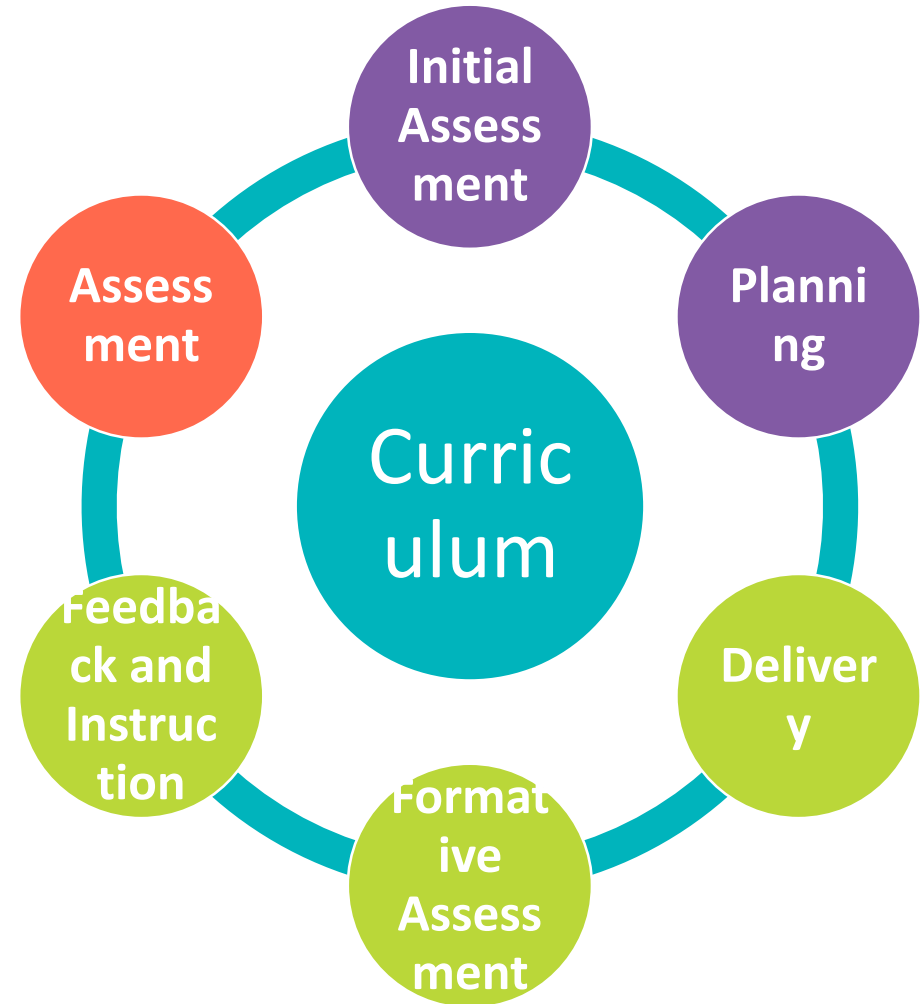 Initial
Assess
ment
Planni
ng
Deliver
y
Format
ive
Assess
ment
Feedba
ck and
Instruc
tion
Assess
ment
Curric
ulum